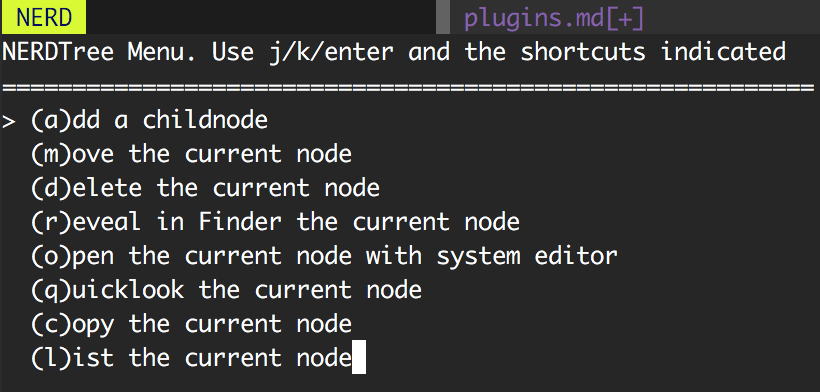 NERD plugins.md[+]
NERDTree Menu. Use j/k/enter and the shortcuts indicated
==========================================================
> (a)dd a childnode
(m)ove the current node
(d)elete the current node
(r)eveal in Finder the current node
(o)pen the current node with system editor
(q)uicklook the current node
(c)opy the current node
(l)ist the current node